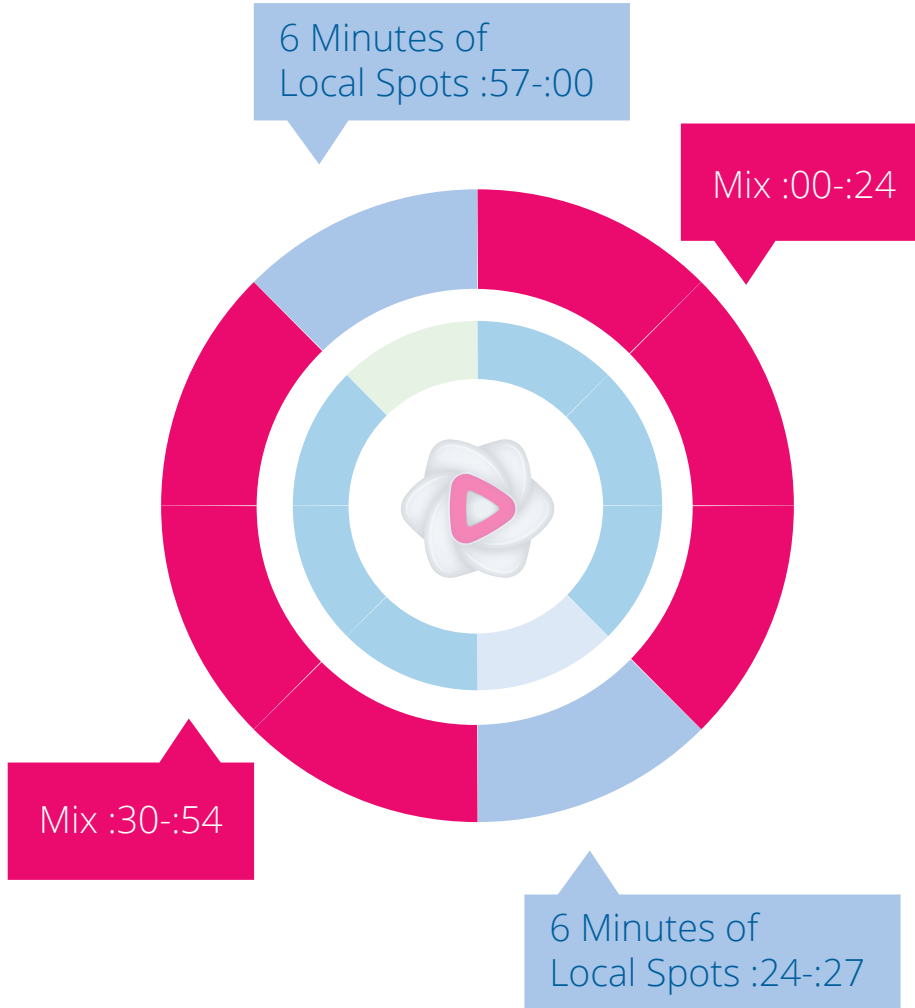 6 Minutes of
Local Spots :57-:00
Mix :00-:24
Mix :30-:54
6 Minutes of
Local Spots :24-:27